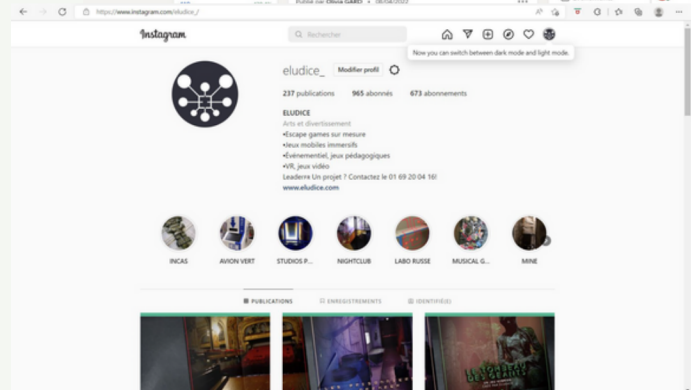 https://www.instagram.com/eludice_/
Instagram
Rechercher
Now you can switch between dark mode and light mode.
eludice_
Modifier profil
237 publications
965 abonnés
673 abonnements
ELUDICE
Arts et divertissement
•Escape games sur mesure
•Jeux mobiles immersifs
•Événementiel, jeux pédagogiques
•VR, jeux vidéo
Leader Un projet ? Contactez le 01 69 20 04 16!
www.eludice.com
INCAS
AVION VERT
STUDIOS P...
NIGHTCLUB
LABO RUSSE
MUSICAL G...
MINE
PUBLICATIONS
ENREGISTREMENTS
IDENTIFIÉ(E)